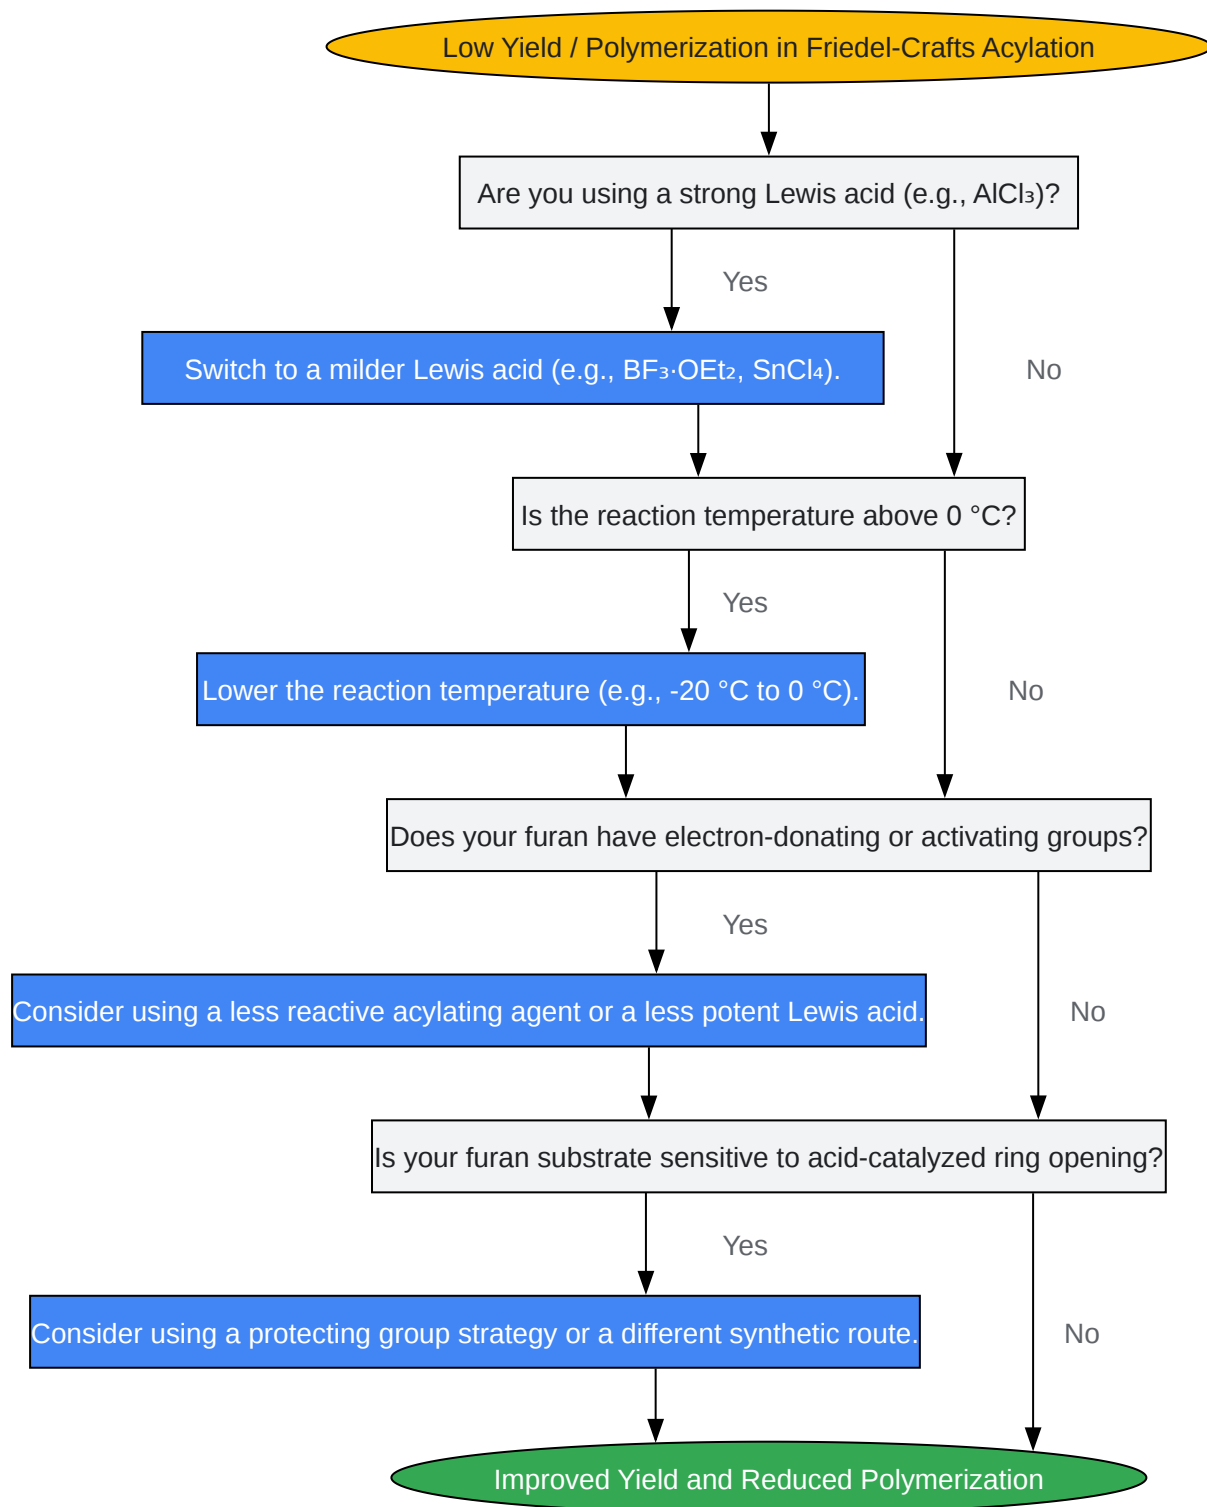 Low Yield / Polymerization in Friedel-Crafts Acylation
Are you using a strong Lewis acid (e.g., AlCl₃)?
Yes
Switch to a milder Lewis acid (e.g., BF₃·OEt₂, SnCl₄).
No
Is the reaction temperature above 0 °C?
Yes
Lower the reaction temperature (e.g., -20 °C to 0 °C).
No
Does your furan have electron-donating or activating groups?
Yes
Consider using a less reactive acylating agent or a less potent Lewis acid.
No
Is your furan substrate sensitive to acid-catalyzed ring opening?
Yes
Consider using a protecting group strategy or a different synthetic route.
No
Improved Yield and Reduced Polymerization